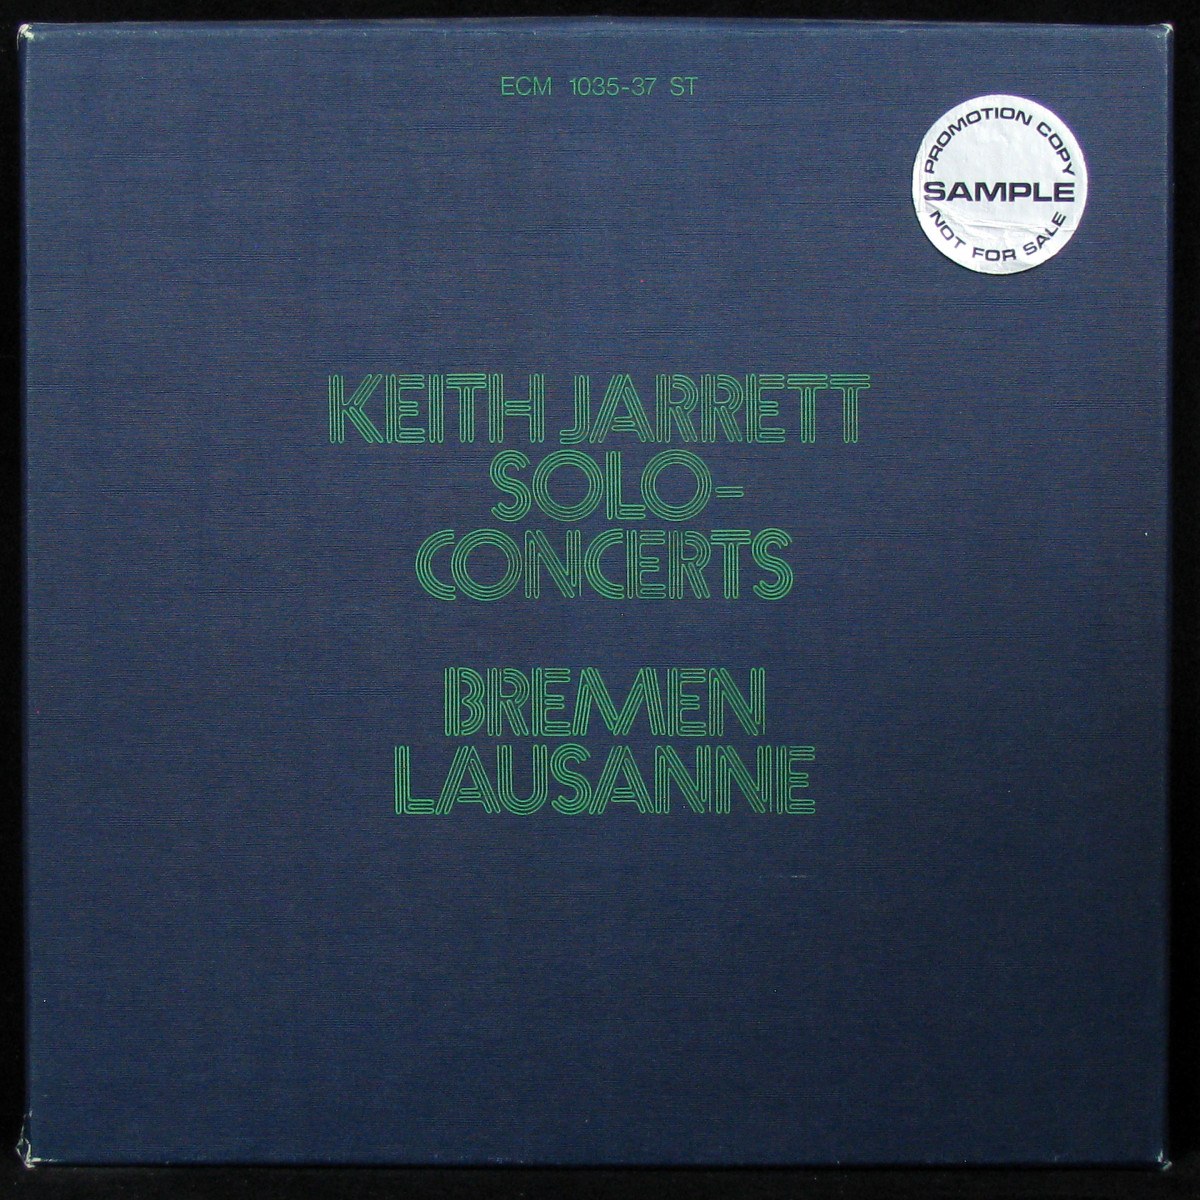 ECM 1035-37 ST
PROMOTION COPY
SAMPLE
NOT FOR SALE
KEITH JARRETT
SOLO-
CONCERTS
BREMEN
LAUSANNE